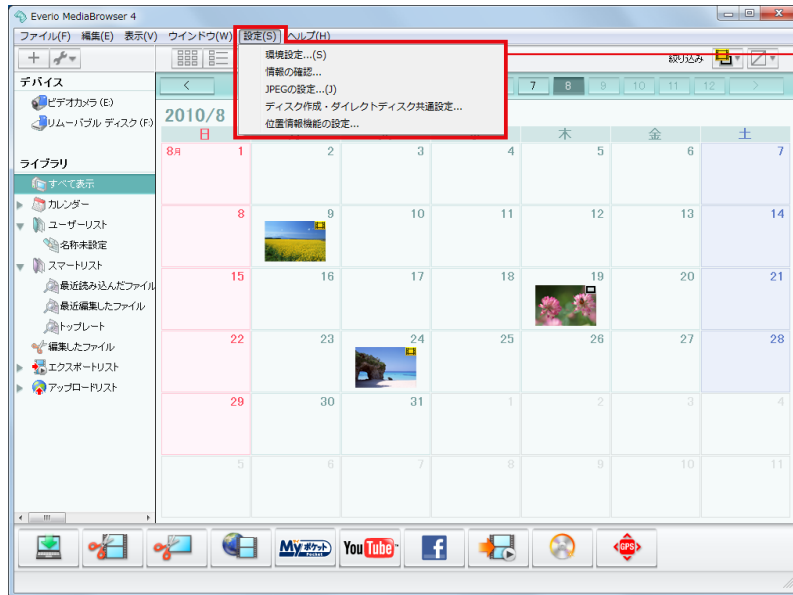 Everio MediaBrowser 4
ファイル(F) 編集(E) 表示(V) ウインドウ(W) 設定(S) ヘルプ(H)
環境設定...(S)
情報の確認...
JPEGの設定...(J)
ディスク作成・ダイレクトディスク共通設定...
位置情報機能の設定...
絞り込み
デバイス
ビデオカメラ (E)
リムーバブル ディスク (F)
ライブラリ
すべて表示
カレンダー
ユーザーリスト
名称未設定
スマートリスト
最近読み込んだファイル
最近編集したファイル
トップレート
編集したファイル
エクスポートリスト
アップロードリスト
< 7 8 9 10 11 12 >
2010/8
日 木 金 土
8月 1 2 3 4 5 6 7
8 9 10 11 12 13 14
15 16 17 18 19 20 21
22 23 24 25 26 27 28
29 30 31 1 2 3 4
5 6 7 8 9 10 11
Myポケット YouTube f GPS